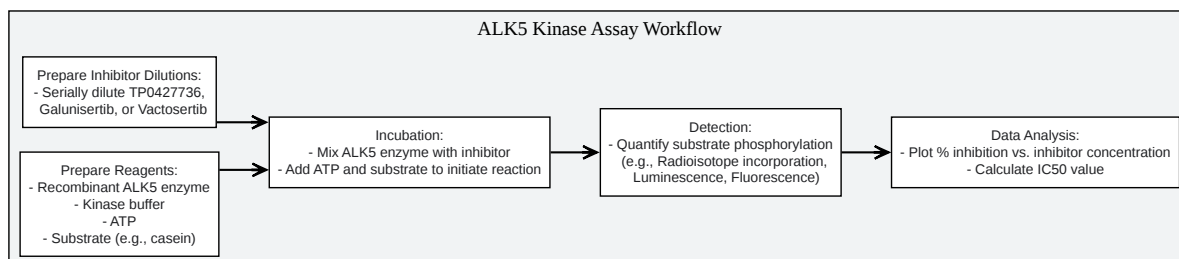 ALK5 Kinase Assay Workflow
Prepare Inhibitor Dilutions:
- Serially dilute TP0427736,
Galunisertib, or Vactosertib
Prepare Reagents:
- Recombinant ALK5 enzyme
- Kinase buffer
- ATP
- Substrate (e.g., casein)
Incubation:
- Mix ALK5 enzyme with inhibitor
- Add ATP and substrate to initiate reaction
Detection:
- Quantify substrate phosphorylation
(e.g., Radioisotope incorporation,
Luminescence, Fluorescence)
Data Analysis:
- Plot % inhibition vs. inhibitor concentration
- Calculate IC50 value